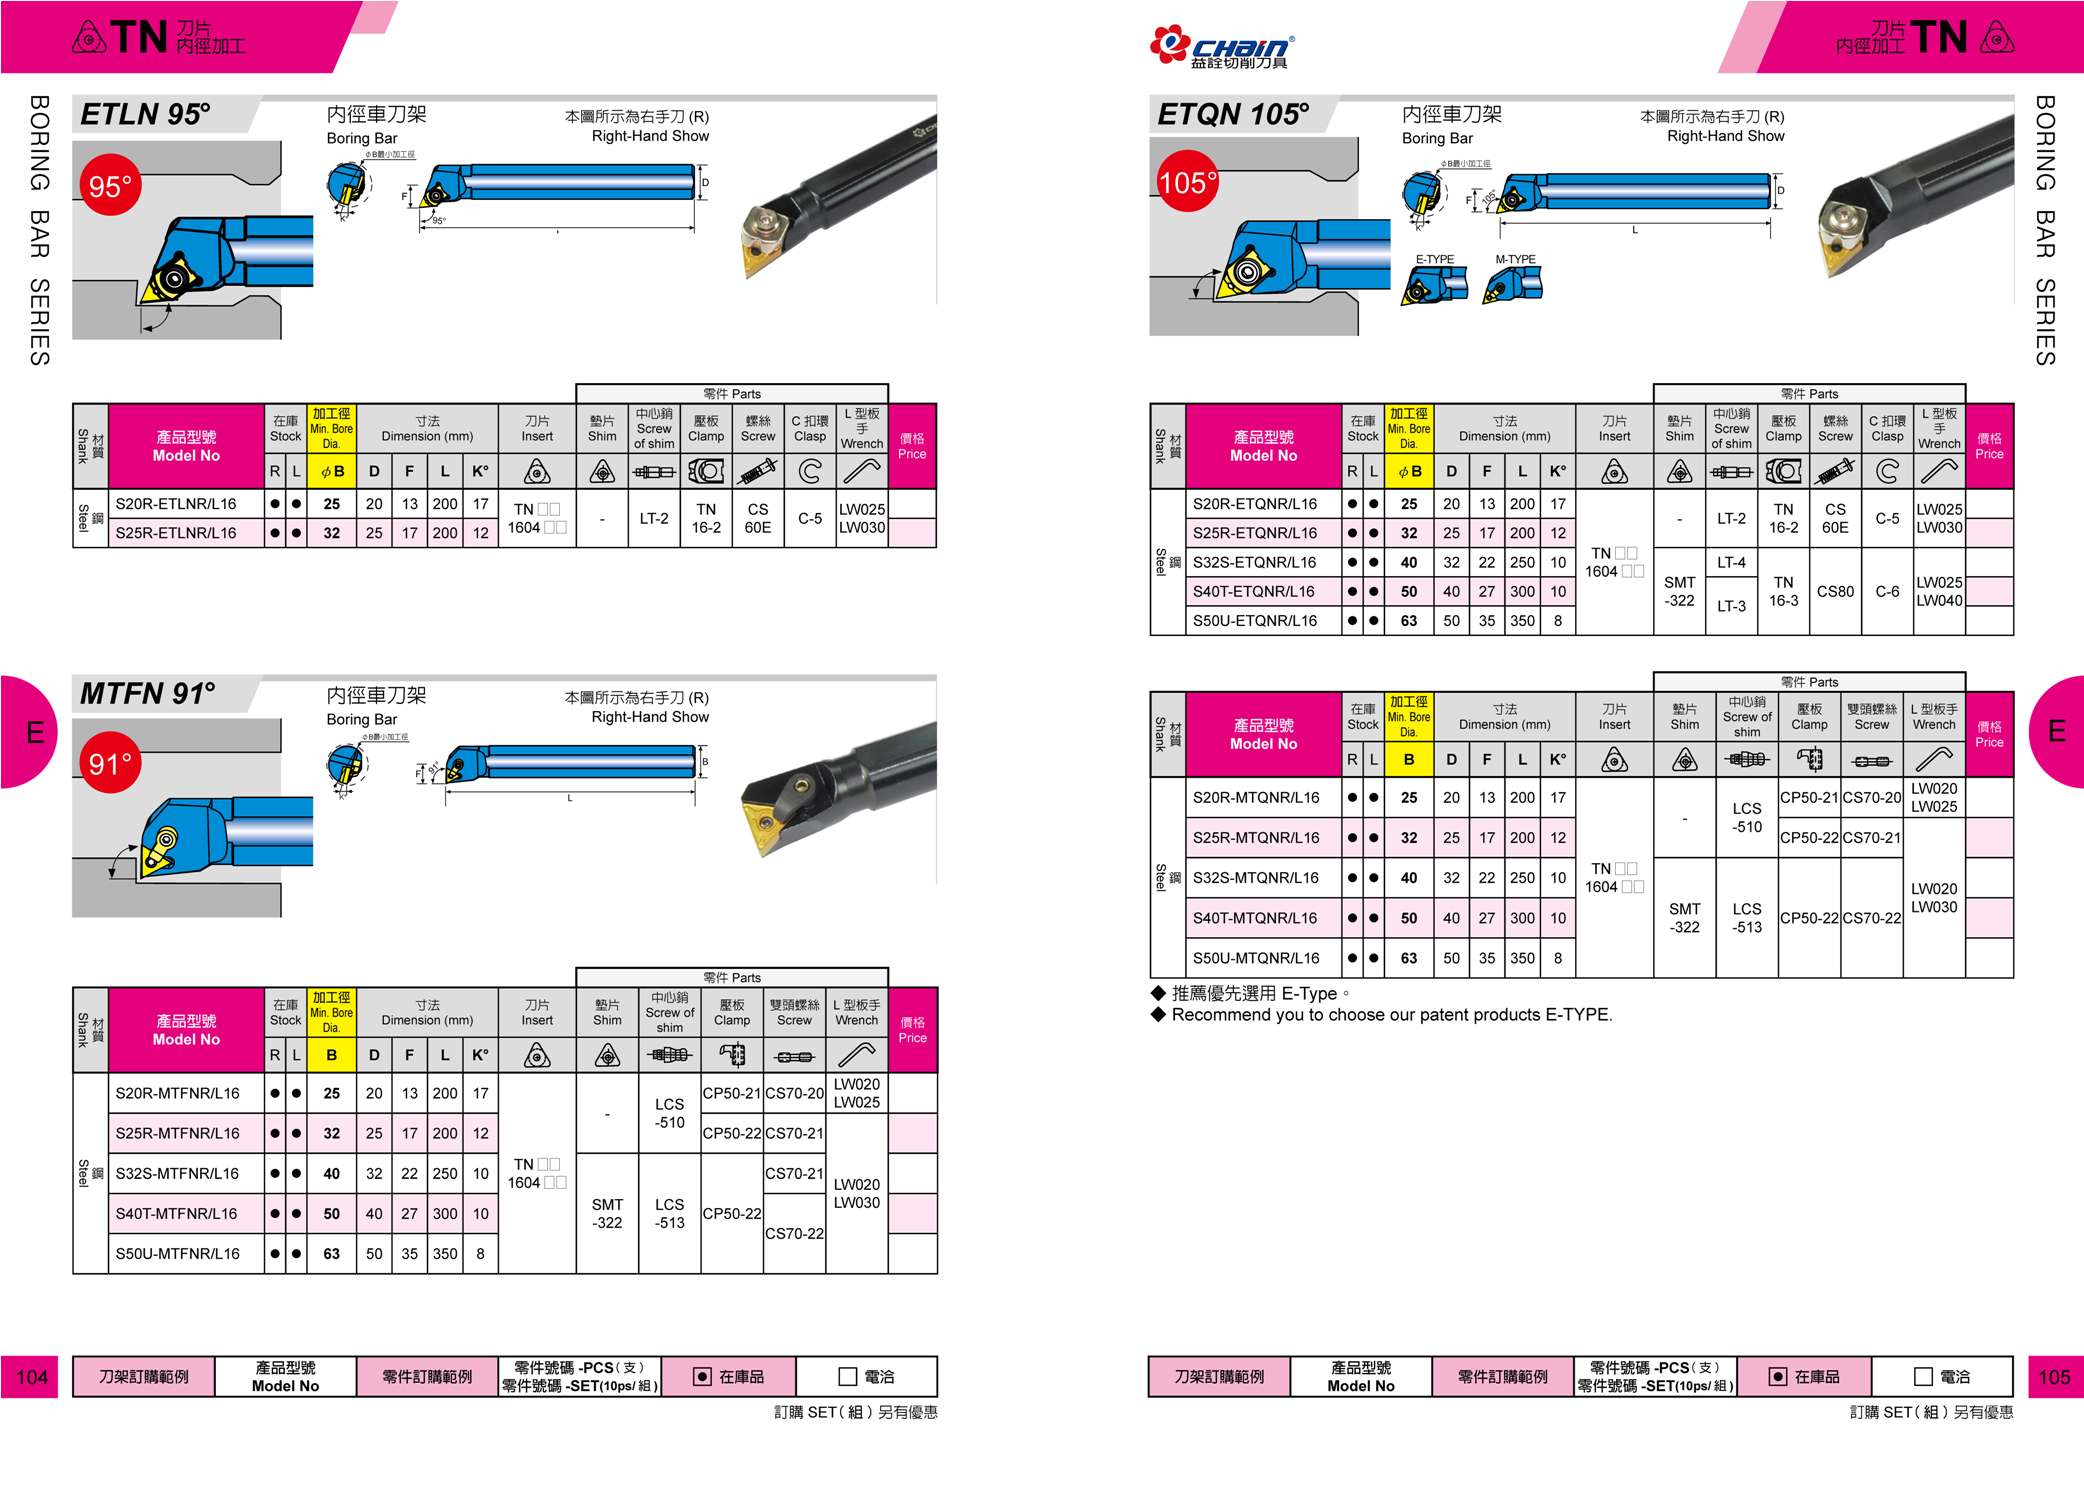 TN 刀片
內徑加工
BORING BAR SERIES
ETLN 95°
內徑車刀架
Boring Bar
本圖所示為右手刀 (R)
Right-Hand Show
95°
φB最小加工徑
K
F
95°
D
零件 Parts
材質 Shank
產品型號 Model No
在庫 Stock
加工徑 Min. Bore Dia.
寸法 Dimension (mm)
刀片 Insert
墊片 Shim
中心銷 Screw of shim
壓板 Clamp
螺絲 Screw
C 扣環 Clasp
L 型板手 Wrench
價格 Price
R L φB D F L K°
鋼 Steel
S20R-ETLNR/L16 ● ● 25 20 13 200 17
S25R-ETLNR/L16 ● ● 32 25 17 200 12
TN □□ 1604 □□
- LT-2 TN 16-2 CS 60E C-5 LW025 LW030
E
MTFN 91°
內徑車刀架
Boring Bar
本圖所示為右手刀 (R)
Right-Hand Show
91°
φB最小加工徑
K
F
91°
B
L
零件 Parts
材質 Shank
產品型號 Model No
在庫 Stock
加工徑 Min. Bore Dia.
寸法 Dimension (mm)
刀片 Insert
墊片 Shim
中心銷 Screw of shim
壓板 Clamp
雙頭螺絲 Screw
L 型板手 Wrench
價格 Price
R L B D F L K°
鋼 Steel
S20R-MTFNR/L16 ● ● 25 20 13 200 17
S25R-MTFNR/L16 ● ● 32 25 17 200 12
S32S-MTFNR/L16 ● ● 40 32 22 250 10
S40T-MTFNR/L16 ● ● 50 40 27 300 10
S50U-MTFNR/L16 ● ● 63 50 35 350 8
TN □□ 1604 □□
- LCS -510 CP50-21 CS70-20 LW020 LW025
CP50-22 CS70-21
SMT -322 LCS -513 CP50-22 CS70-21 LW020 LW030
CS70-22
104
刀架訂購範例
產品型號 Model No
零件訂購範例
零件號碼 -PCS(支)
零件號碼 -SET(10ps/ 組)
在庫品
電洽
訂購 SET( 組 ) 另有優惠
CHAIN®
益詮切削刀具
刀片 TN
內徑加工
BORING BAR SERIES
ETQN 105°
內徑車刀架
Boring Bar
本圖所示為右手刀 (R)
Right-Hand Show
105°
φB最小加工徑
K
F
105°
D
L
E-TYPE M-TYPE
零件 Parts
材質 Shank
產品型號 Model No
在庫 Stock
加工徑 Min. Bore Dia.
寸法 Dimension (mm)
刀片 Insert
墊片 Shim
中心銷 Screw of shim
壓板 Clamp
螺絲 Screw
C 扣環 Clasp
L 型板手 Wrench
價格 Price
R L φB D F L K°
鋼 Steel
S20R-ETQNR/L16 ● ● 25 20 13 200 17
S25R-ETQNR/L16 ● ● 32 25 17 200 12
S32S-ETQNR/L16 ● ● 40 32 22 250 10
S40T-ETQNR/L16 ● ● 50 40 27 300 10
S50U-ETQNR/L16 ● ● 63 50 35 350 8
TN □□ 1604 □□
- LT-2 TN 16-2 CS 60E C-5 LW025 LW030
SMT -322 LT-4 TN 16-3 CS80 C-6 LW025 LW040
LT-3
零件 Parts
材質 Shank
產品型號 Model No
在庫 Stock
加工徑 Min. Bore Dia.
寸法 Dimension (mm)
刀片 Insert
墊片 Shim
中心銷 Screw of shim
壓板 Clamp
雙頭螺絲 Screw
L 型板手 Wrench
價格 Price
R L B D F L K°
鋼 Steel
S20R-MTQNR/L16 ● ● 25 20 13 200 17
S25R-MTQNR/L16 ● ● 32 25 17 200 12
S32S-MTQNR/L16 ● ● 40 32 22 250 10
S40T-MTQNR/L16 ● ● 50 40 27 300 10
S50U-MTQNR/L16 ● ● 63 50 35 350 8
TN □□ 1604 □□
- LCS -510 CP50-21 CS70-20 LW020 LW025
CP50-22 CS70-21
SMT -322 LCS -513 CP50-22 CS70-22 LW020 LW030
◆ 推薦優先選用 E-Type。
◆ Recommend you to choose our patent products E-TYPE.
E
刀架訂購範例
產品型號 Model No
零件訂購範例
零件號碼 -PCS(支)
零件號碼 -SET(10ps/ 組)
在庫品
電洽
105
訂購 SET( 組 ) 另有優惠